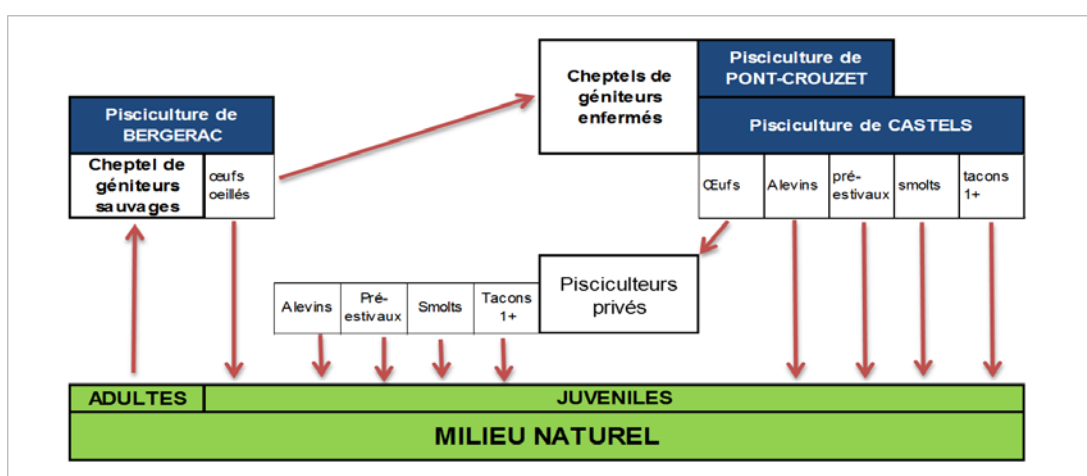 Pisciculture de
BERGERAC
Cheptel de
géniteurs
sauvages
œufs
oeillés
Cheptels de
géniteurs
enfermés
Pisciculture de
PONT-CROUZET
Pisciculture de CASTELS
Œufs
Alevins
pré-
estivaux
smolts
tacons
1+
Alevins
Pré-
estivaux
Smolts
Tacons
1+
Pisciculteurs
privés
ADULTES
JUVENILES
MILIEU NATUREL